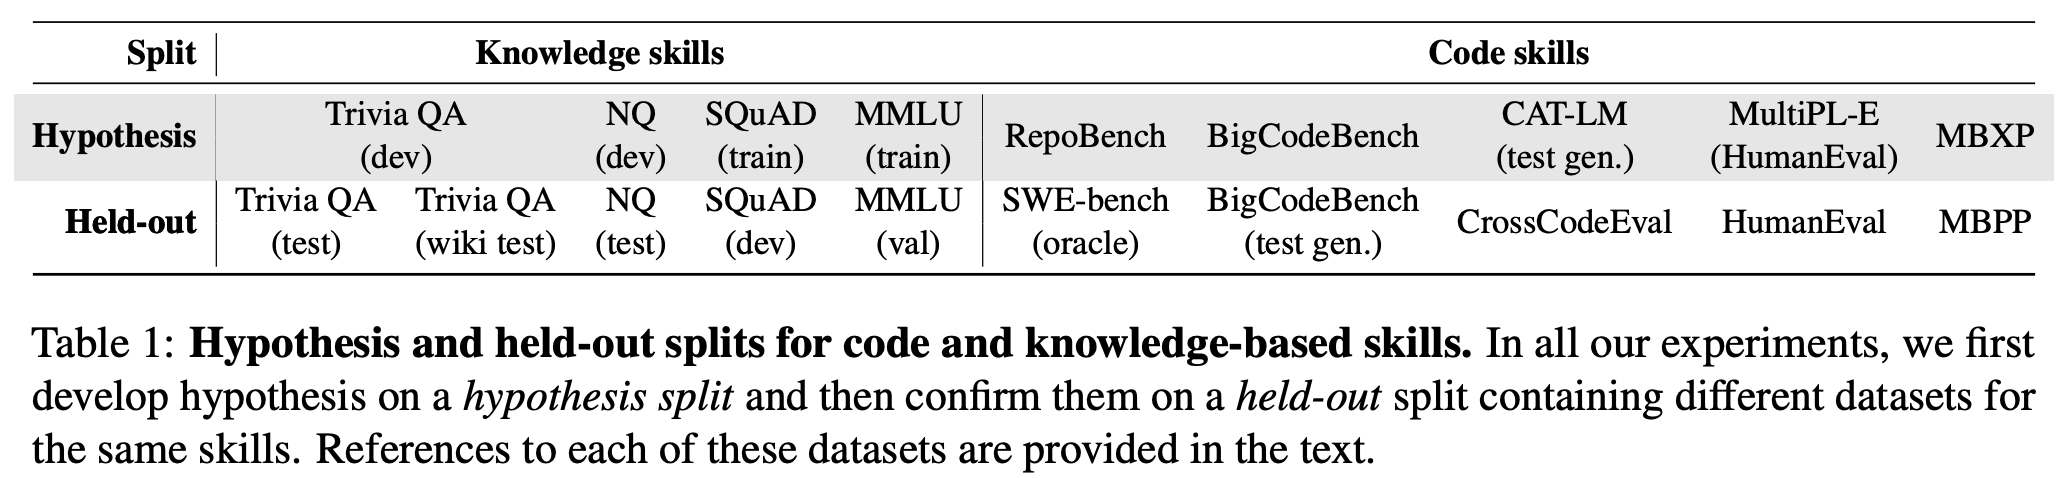 Split Knowledge skills Code skills
Hypothesis Trivia QA (dev) NQ (dev) SQuAD (train) MMLU (train) RepoBench BigCodeBench CAT-LM (test gen.) MultiPL-E (HumanEval) MBXP
Held-out Trivia QA (test) Trivia QA (wiki test) NQ (test) SQuAD (dev) MMLU (val) SWE-bench (oracle) BigCodeBench (test gen.) CrossCodeEval HumanEval MBPP
Table 1: Hypothesis and held-out splits for code and knowledge-based skills. In all our experiments, we first
develop hypothesis on a hypothesis split and then confirm them on a held-out split containing different datasets for
the same skills. References to each of these datasets are provided in the text.